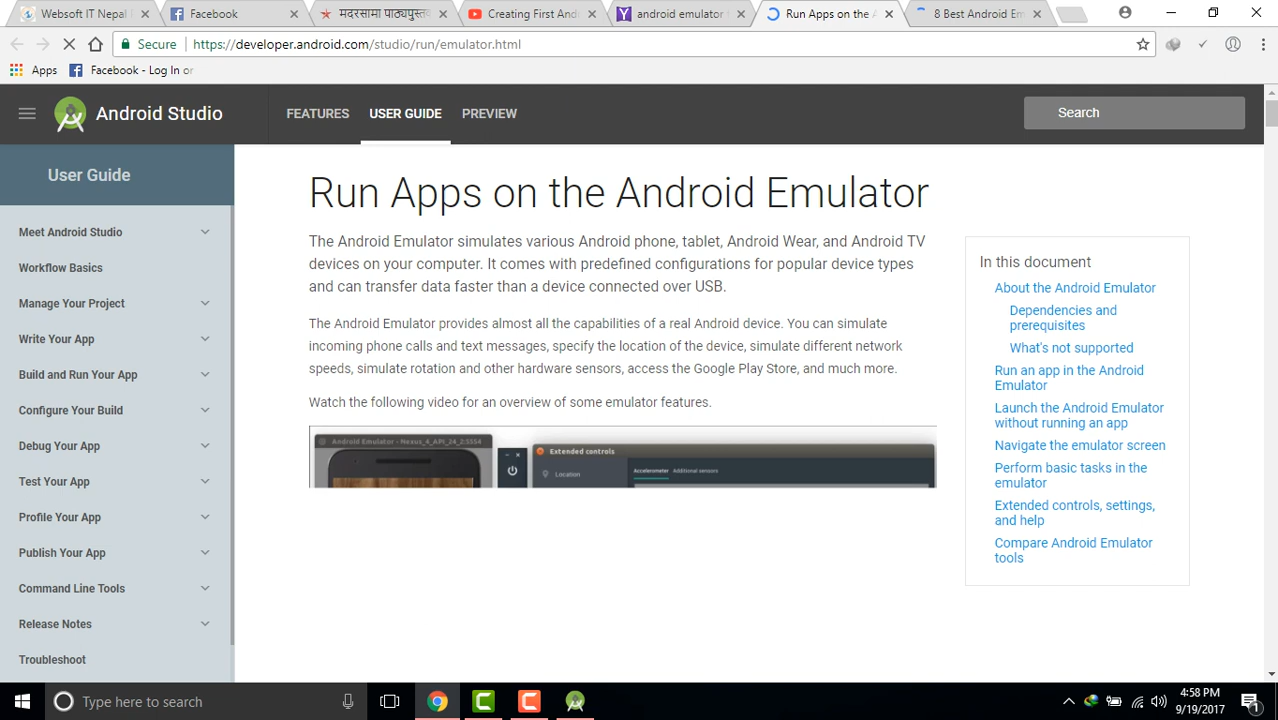 Websoft IT Nepal
Facebook
मदरसामा पाठ्यपुस्तक
Creating First And
android emulator
Run Apps on the A
8 Best Android Em
Secure
https://developer.android.com/studio/run/emulator.html
Apps
Facebook - Log In or
Android Studio
FEATURES
USER GUIDE
PREVIEW
Search
User Guide
Meet Android Studio
Workflow Basics
Manage Your Project
Write Your App
Build and Run Your App
Configure Your Build
Debug Your App
Test Your App
Profile Your App
Publish Your App
Command Line Tools
Release Notes
Troubleshoot
Run Apps on the Android Emulator
The Android Emulator simulates various Android phone, tablet, Android Wear, and Android TV
devices on your computer. It comes with predefined configurations for popular device types
and can transfer data faster than a device connected over USB.
The Android Emulator provides almost all the capabilities of a real Android device. You can simulate
incoming phone calls and text messages, specify the location of the device, simulate different network
speeds, simulate rotation and other hardware sensors, access the Google Play Store, and much more.
Watch the following video for an overview of some emulator features.
Android Emulator - Nexus_4_API_24_2:5554
Extended controls
Location
Accelerometer
Additional sensors
In this document
About the Android Emulator
Dependencies and
prerequisites
What's not supported
Run an app in the Android
Emulator
Launch the Android Emulator
without running an app
Navigate the emulator screen
Perform basic tasks in the
emulator
Extended controls, settings,
and help
Compare Android Emulator
tools
Type here to search
4:58 PM
9/19/2017
1